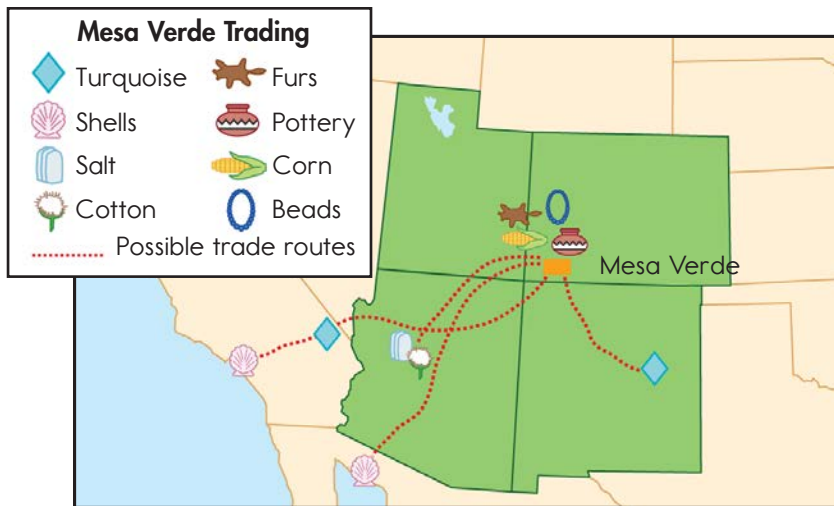 Mesa Verde Trading
Turquoise
Furs
Shells
Pottery
Salt
Corn
Cotton
Beads
Possible trade routes
Mesa Verde